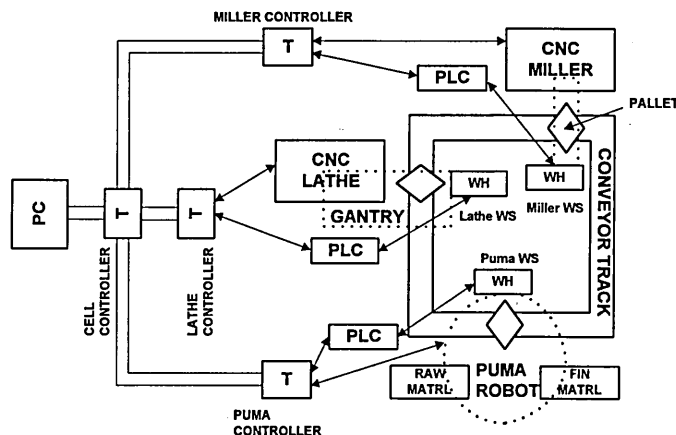 MILLER CONTROLLER
T
CNC
MILLER
PLC
PALLET
CNC
LATHE
WH
WH
Miller WS
Lathe WS
GANTRY
CONVEYOR TRACK
PC
T
T
PLC
CELL
CONTROLLER
LATHE
CONTROLLER
Puma WS
WH
PLC
T
RAW
MATRL
PUMA
ROBOT
FIN
MATRL
PUMA
CONTROLLER